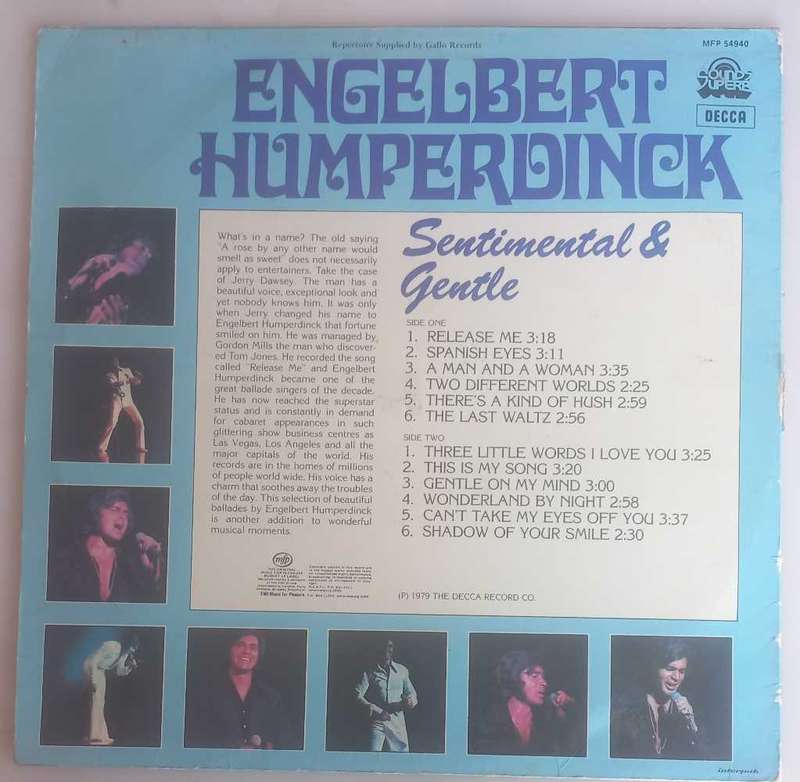 Repertoire Supplied by Gallo Records
MFP 54940
ENGELBERT
HUMPERDINCK
SOUNDS
SUPERB
DECCA
What's in a name? The old saying
"A rose by any other name would
smell as sweet" does not necessarily
apply to entertainers. Take the case
of Jerry Dawsey. The man has a
beautiful voice, exceptional look and
yet nobody knows him. It was only
when Jerry changed his name to
Engelbert Humperdinck that fortune
smiled on him. He was managed by
Gordon Mills the man who discover-
ed Tom Jones. He recorded the song
called "Release Me" and Engelbert
Humperdinck became one of the
great ballade singers of the decade.
He has now reached the superstar
status and is constantly in demand
for cabaret appearances in such
glittering show business centres as
Las Vegas, Los Angeles and all the
major capitals of the world. His
records are in the homes of millions
of people world wide. His voice has a
charm that soothes away the troubles
of the day. This selection of beautiful
ballades by Engelbert Humperdinck
is another addition to wonderful
musical moments.
Sentimental &
Gentle
SIDE ONE
1. RELEASE ME 3:18
2. SPANISH EYES 3:11
3. A MAN AND A WOMAN 3:35
4. TWO DIFFERENT WORLDS 2:25
5. THERE'S A KIND OF HUSH 2:59
6. THE LAST WALTZ 2:56
SIDE TWO
1. THREE LITTLE WORDS I LOVE YOU 3:25
2. THIS IS MY SONG 3:20
3. GENTLE ON MY MIND 3:00
4. WONDERLAND BY NIGHT 2:58
5. CAN'T TAKE MY EYES OFF YOU 3:37
6. SHADOW OF YOUR SMILE 2:30
mfp
EMI Music for Pleasure
(P) 1979 THE DECCA RECORD CO.
interpak